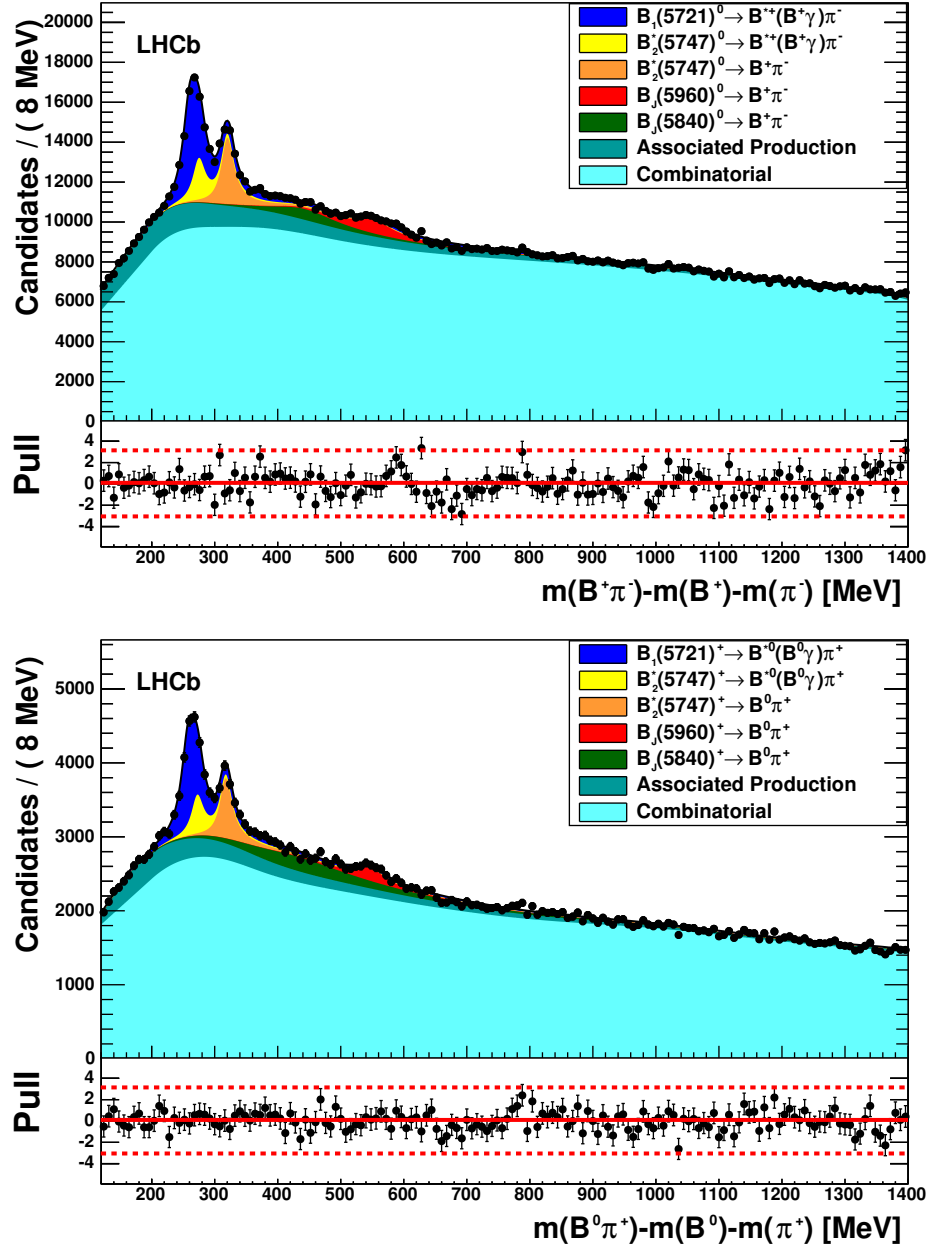 LHCb
B₁(5721)⁰→ B*⁺(B⁺γ)π⁻
B₂*(5747)⁰→ B*⁺(B⁺γ)π⁻
B₂*(5747)⁰→ B⁺π⁻
B_J(5960)⁰→ B⁺π⁻
B_J(5840)⁰→ B⁺π⁻
Associated Production
Combinatorial
Candidates / ( 8 MeV)
20000
18000
16000
14000
12000
10000
8000
6000
4000
2000
0
Pull
4
2
0
-2
-4
200 300 400 500 600 700 800 900 1000 1100 1200 1300 1400
m(B⁺π⁻)-m(B⁺)-m(π⁻) [MeV]
LHCb
B₁(5721)⁺→ B*⁰(B⁰γ)π⁺
B₂*(5747)⁺→ B*⁰(B⁰γ)π⁺
B₂*(5747)⁺→ B⁰π⁺
B_J(5960)⁺→ B⁰π⁺
B_J(5840)⁺→ B⁰π⁺
Associated Production
Combinatorial
Candidates / ( 8 MeV)
5000
4000
3000
2000
1000
0
Pull
4
2
0
-2
-4
200 300 400 500 600 700 800 900 1000 1100 1200 1300 1400
m(B⁰π⁺)-m(B⁰)-m(π⁺) [MeV]